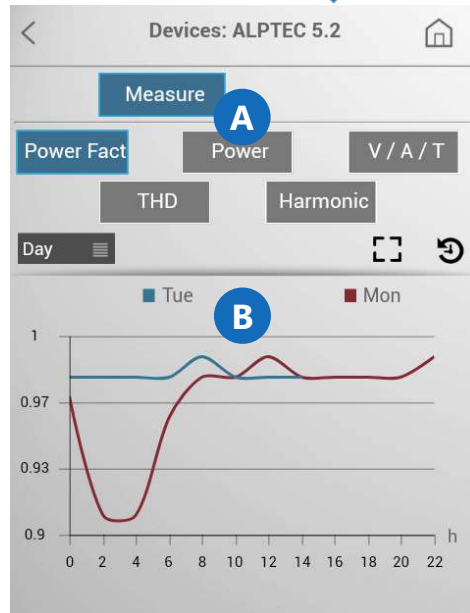 Devices: ALPTEC 5.2
Measure
A
Power Fact Power V / A / T
THD Harmonic
Day
Tue B Mon
1
0.97
0.93
0.9
h
0 2 4 6 8 10 12 14 16 18 20 22